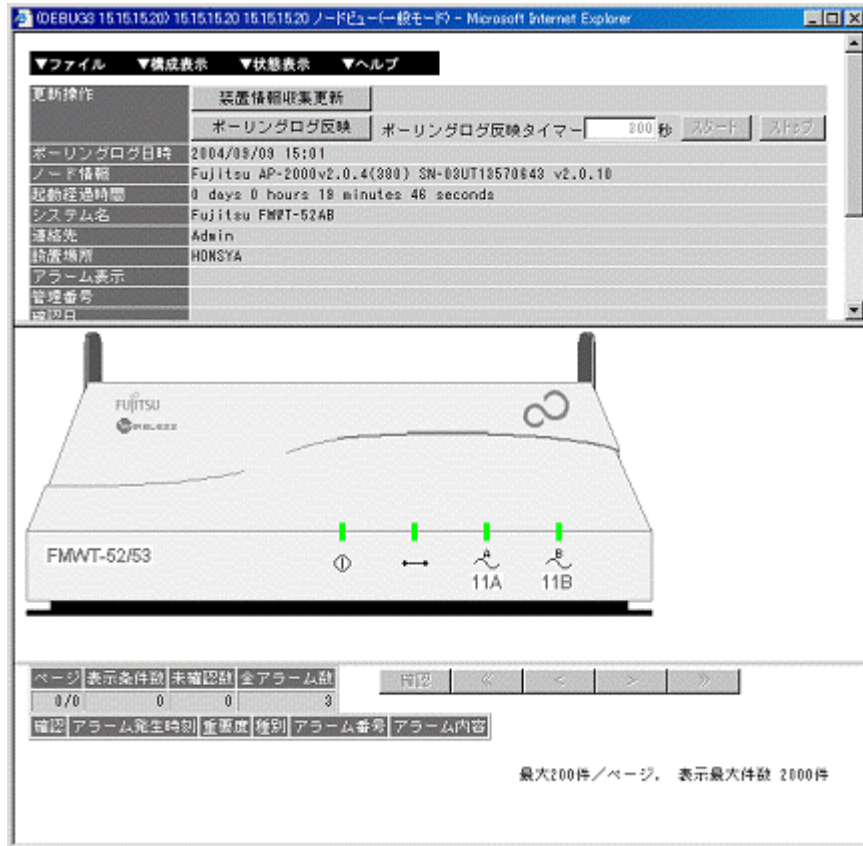 (DEBUG3 15.15.15.20) 15.15.15.20 15.15.15.20 ノードビュー(一般モード) - Microsoft Internet Explorer
▼ファイル ▼構成表示 ▼状態表示 ▼ヘルプ
更新操作 装置情報収集更新
ポーリングログ反映 ポーリングログ反映タイマー 300 秒 スタート ストップ
ポーリングログ日時 2004/09/09 15:01
ノード情報 Fujitsu AP-2000v2.0.4(380) SN-03UT13570643 v2.0.10
起動経過時間 0 days 0 hours 19 minutes 46 seconds
システム名 Fujitsu FMWT-52AB
連絡先 Admin
設置場所 HONSYA
アラーム表示
管理番号
確認日
FUJITSU
WIRELESS
FMWT-52/53
A B
11A 11B
ページ 表示条件数 未確認数 全アラーム数 確認 << < > >>
0/0 0 0 3
確認 アラーム発生時刻 重要度 種別 アラーム番号 アラーム内容
最大200件/ページ. 表示最大件数 2000件